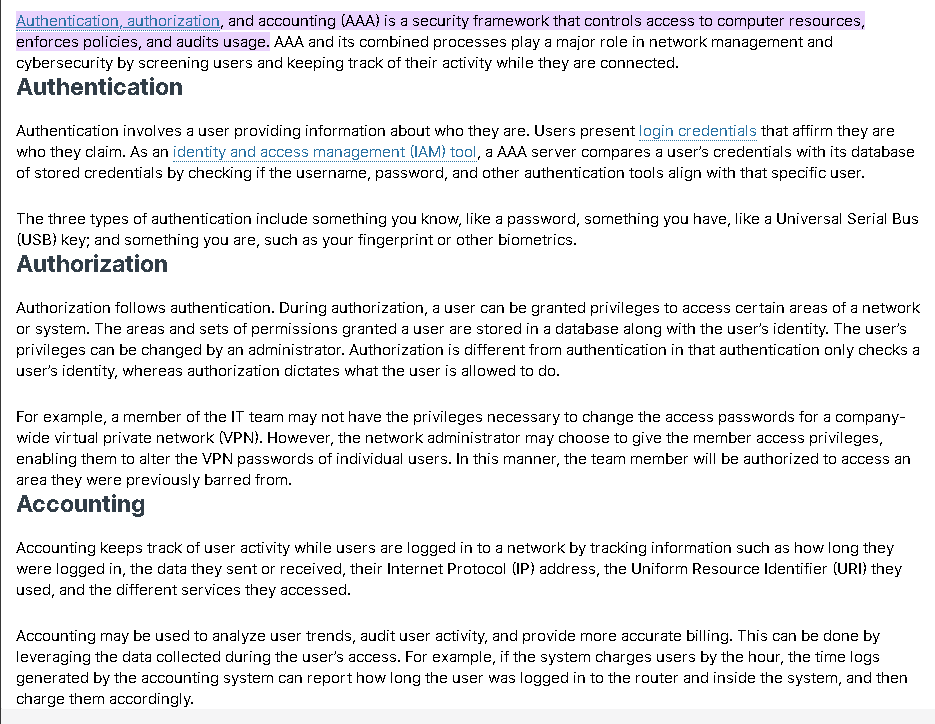 Authentication, authorization, and accounting (AAA) is a security framework that controls access to computer resources,
enforces policies, and audits usage. AAA and its combined processes play a major role in network management and
cybersecurity by screening users and keeping track of their activity while they are connected.
Authentication
Authentication involves a user providing information about who they are. Users present login credentials that affirm they are
who they claim. As an identity and access management (IAM) tool, a AAA server compares a user's credentials with its database
of stored credentials by checking if the username, password, and other authentication tools align with that specific user.
The three types of authentication include something you know, like a password, something you have, like a Universal Serial Bus
(USB) key; and something you are, such as your fingerprint or other biometrics.
Authorization
Authorization follows authentication. During authorization, a user can be granted privileges to access certain areas of a network
or system. The areas and sets of permissions granted a user are stored in a database along with the user's identity. The user's
privileges can be changed by an administrator. Authorization is different from authentication in that authentication only checks a
user's identity, whereas authorization dictates what the user is allowed to do.
For example, a member of the IT team may not have the privileges necessary to change the access passwords for a company-
wide virtual private network (VPN). However, the network administrator may choose to give the member access privileges,
enabling them to alter the VPN passwords of individual users. In this manner, the team member will be authorized to access an
area they were previously barred from.
Accounting
Accounting keeps track of user activity while users are logged in to a network by tracking information such as how long they
were logged in, the data they sent or received, their Internet Protocol (IP) address, the Uniform Resource Identifier (URI) they
used, and the different services they accessed.
Accounting may be used to analyze user trends, audit user activity, and provide more accurate billing. This can be done by
leveraging the data collected during the user's access. For example, if the system charges users by the hour, the time logs
generated by the accounting system can report how long the user was logged in to the router and inside the system, and then
charge them accordingly.